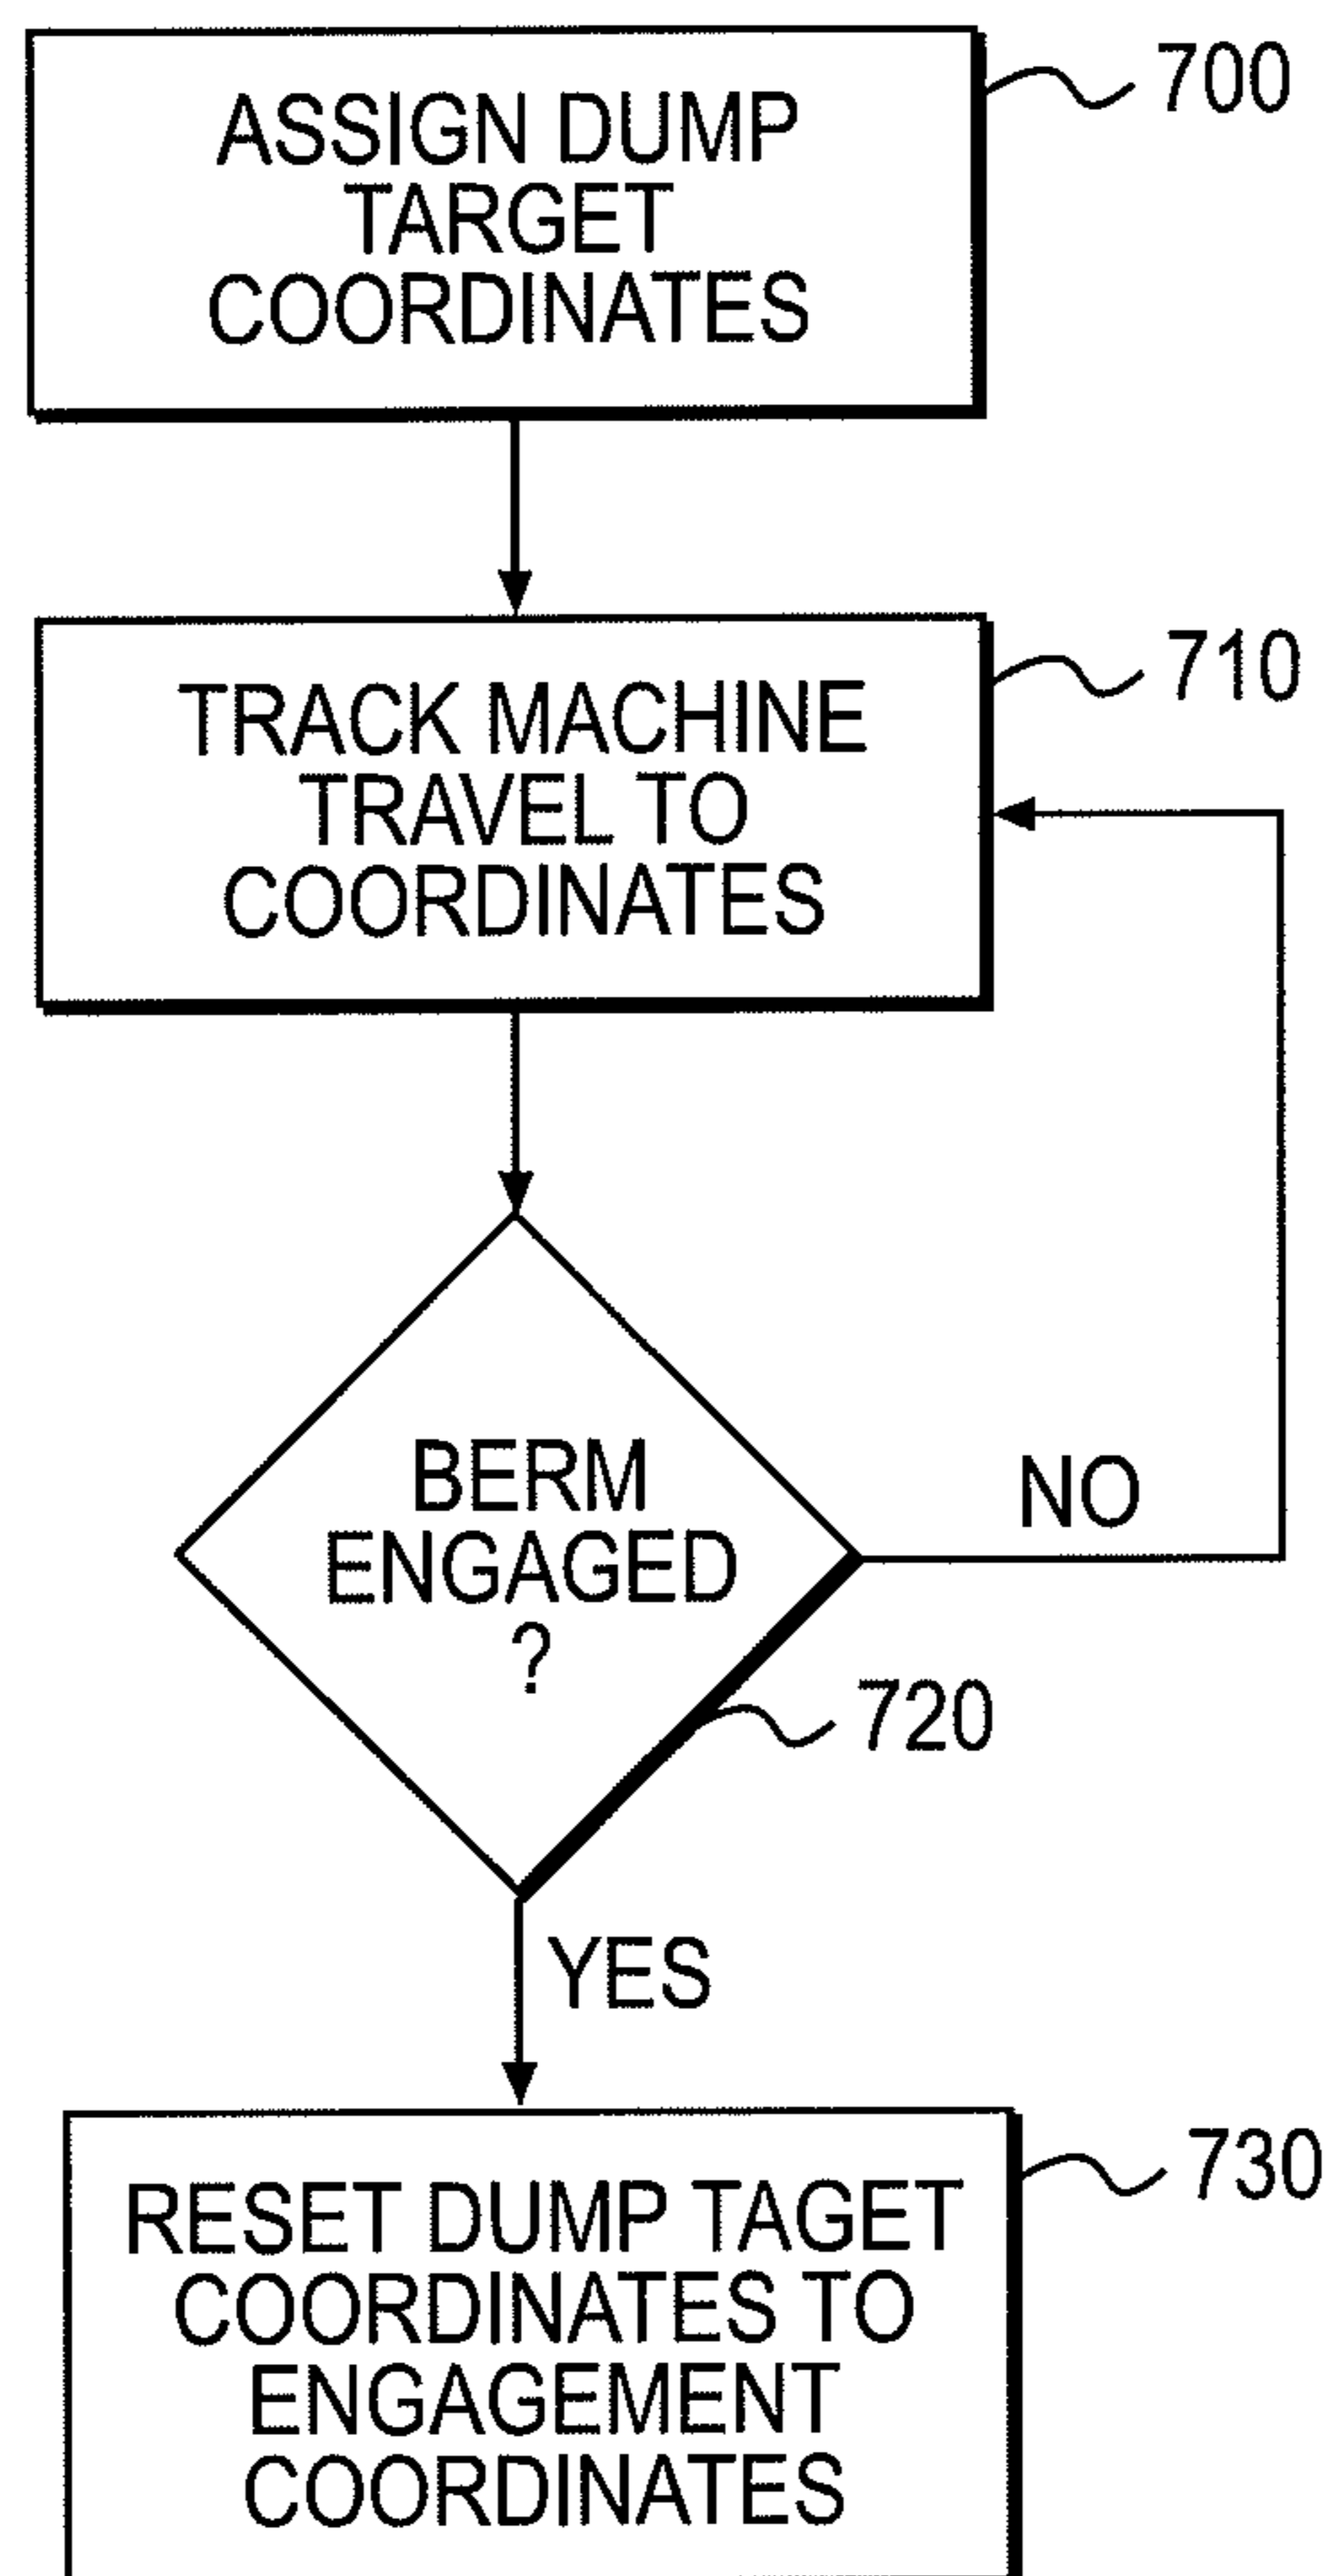 ASSIGN DUMP
TARGET
COORDINATES
700
TRACK MACHINE
TRAVEL TO
COORDINATES
710
BERM
ENGAGED
?
NO
720
YES
RESET DUMP TAGET
COORDINATES TO
ENGAGEMENT
COORDINATES
730